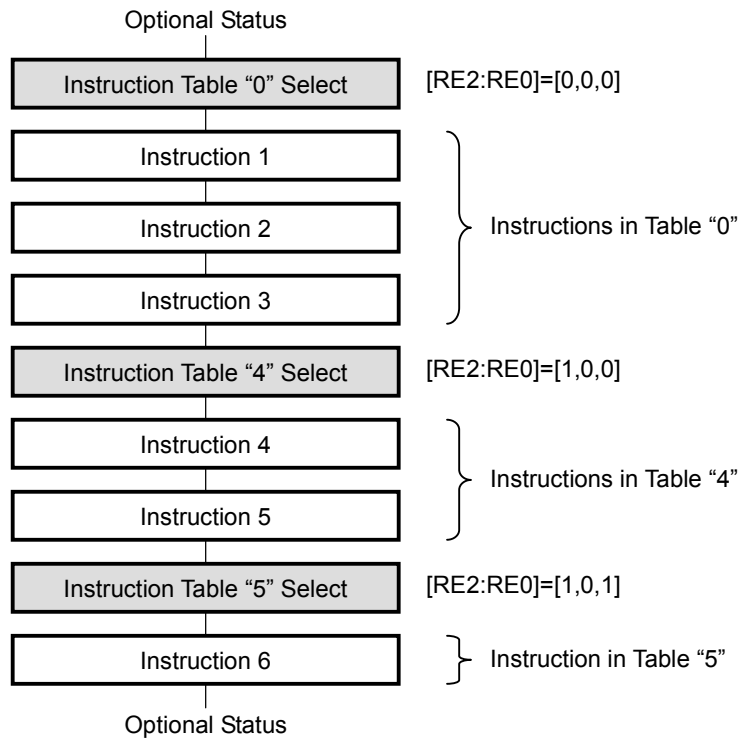 Optional Status
Instruction Table “0” Select
[RE2:RE0]=[0,0,0]
Instruction 1
Instruction 2
Instructions in Table “0”
Instruction 3
Instruction Table “4” Select
[RE2:RE0]=[1,0,0]
Instruction 4
Instructions in Table “4”
Instruction 5
Instruction Table “5” Select
[RE2:RE0]=[1,0,1]
Instruction 6
Instruction in Table “5”
Optional Status